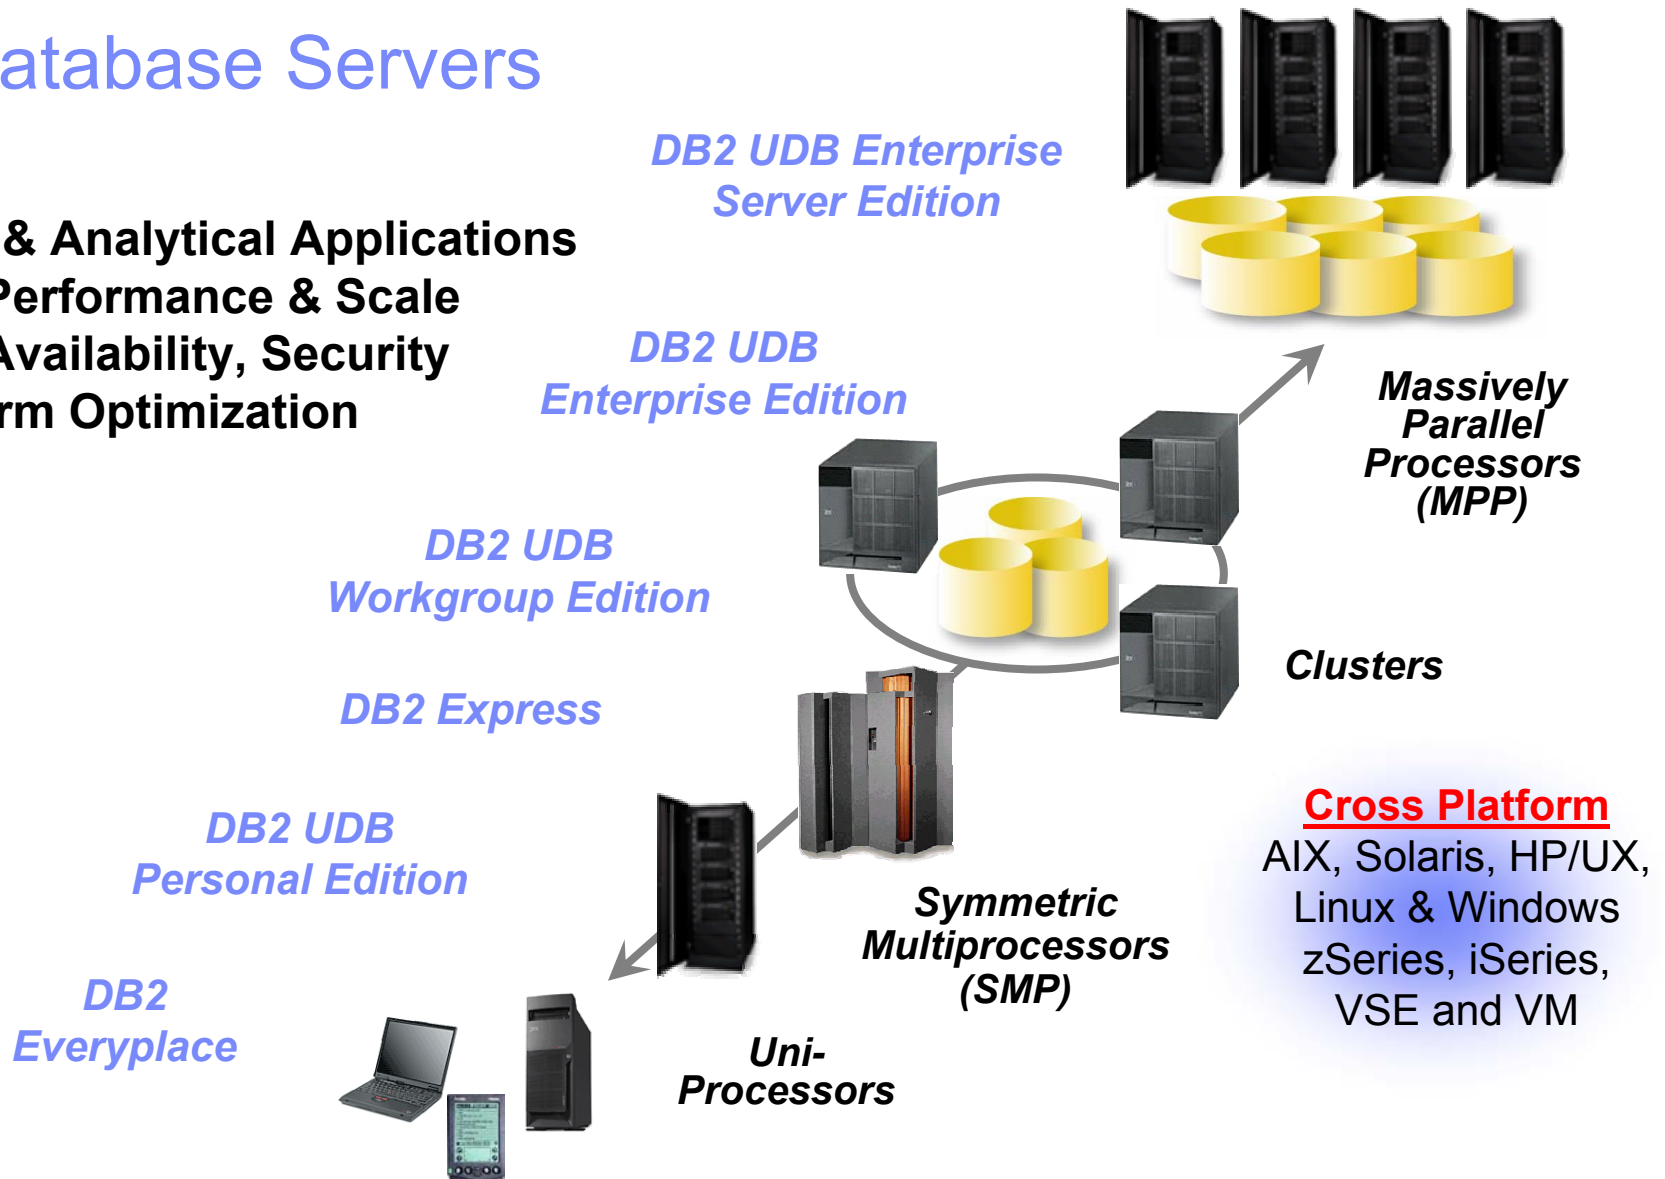 atabase Servers
& Analytical Applications
Performance & Scale
Availability, Security
rm Optimization
DB2 UDB Enterprise
Server Edition
DB2 UDB
Enterprise Edition
DB2 UDB
Workgroup Edition
DB2 Express
DB2 UDB
Personal Edition
DB2
Everyplace
Massively
Parallel
Processors
(MPP)
Clusters
Symmetric
Multiprocessors
(SMP)
Uni-
Processors
Cross Platform
AIX, Solaris, HP/UX,
Linux & Windows
zSeries, iSeries,
VSE and VM